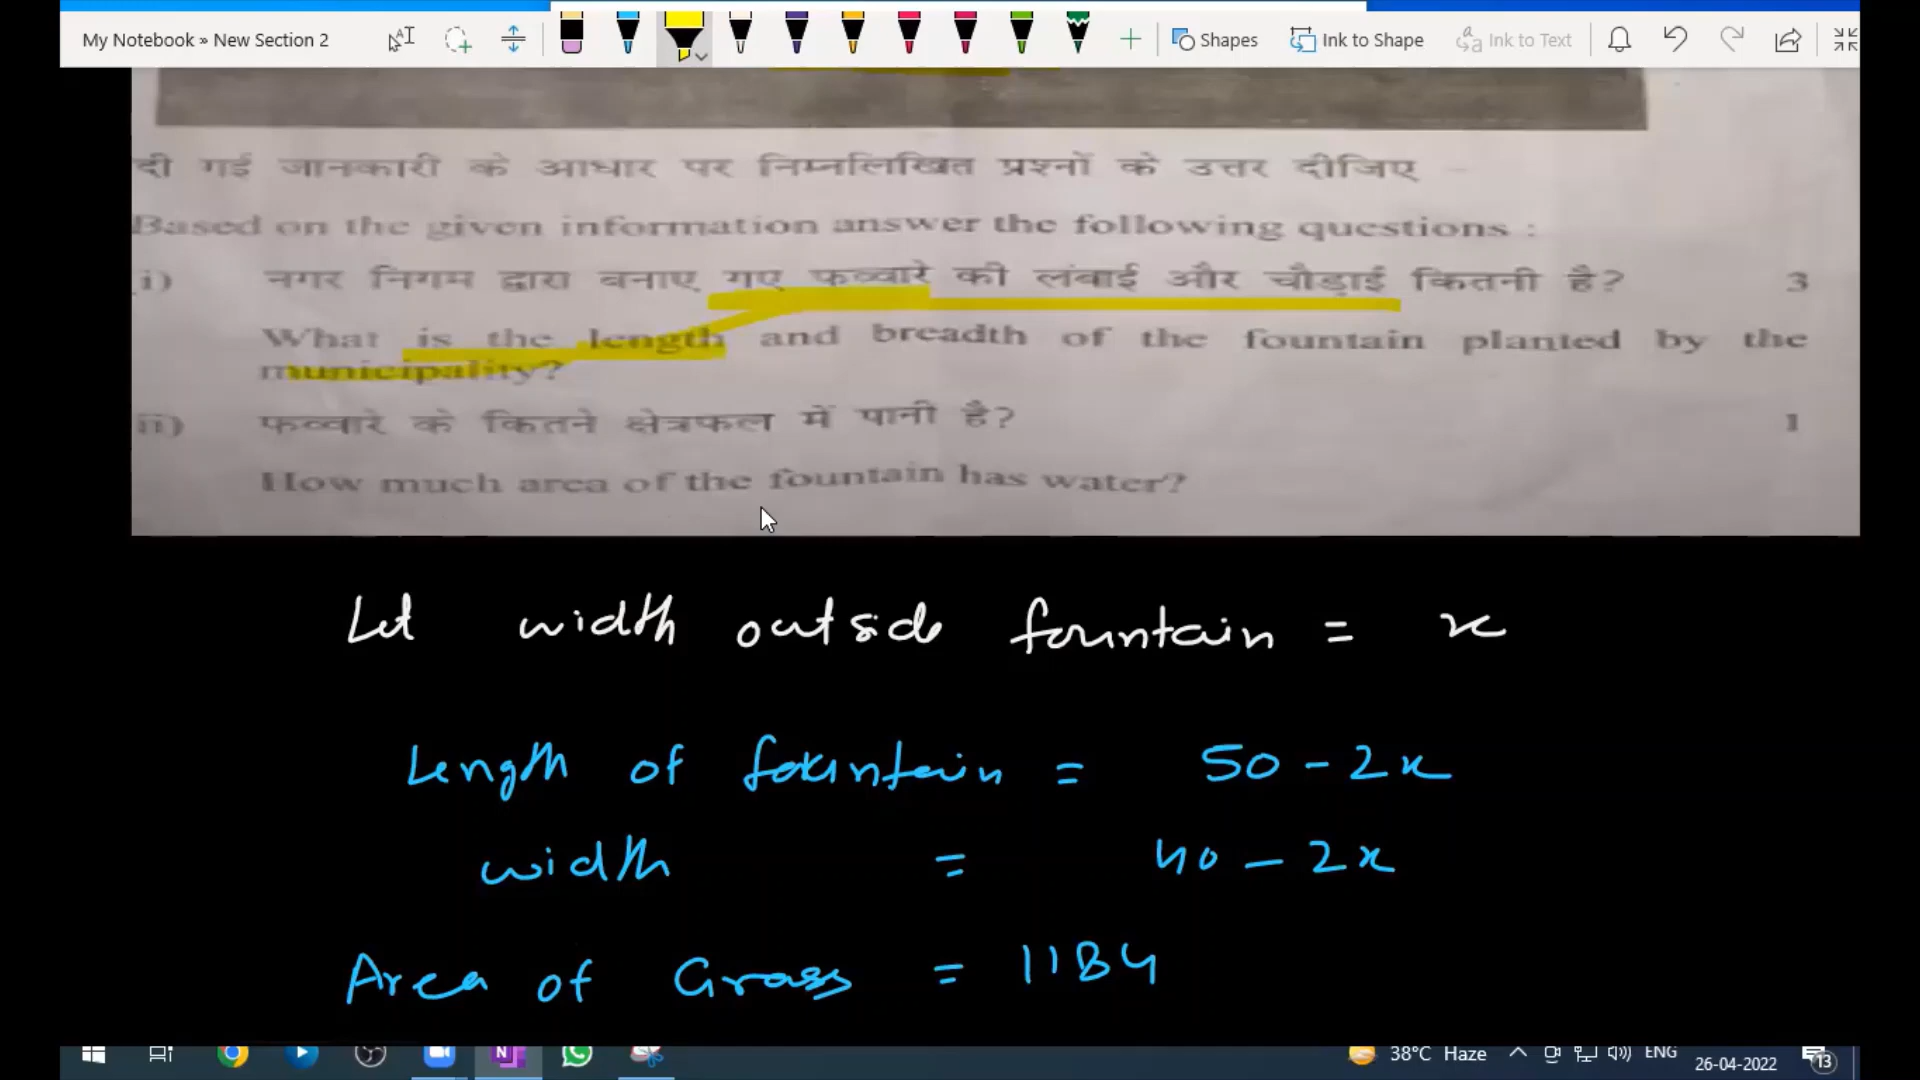 My Notebook » New Section 2 Shapes Ink to Shape Ink to Text
दी गई जानकारी के आधार पर निम्नलिखित प्रश्नों के उत्तर दीजिए
Based on the given information answer the following questions :
i) नगर निगम द्वारा बनाए गए फव्वारे की लंबाई और चौड़ाई कितनी है? 3
What is the length and breadth of the fountain planted by the
municipality?
ii) फव्वारे के कितने क्षेत्रफल में पानी है? 1
How much area of the fountain has water?
Let width outside fountain = x
Length of fountain = 50 - 2x
width = 40 - 2x
Area of Grass = 1184
38°C Haze ENG
26-04-2022 13